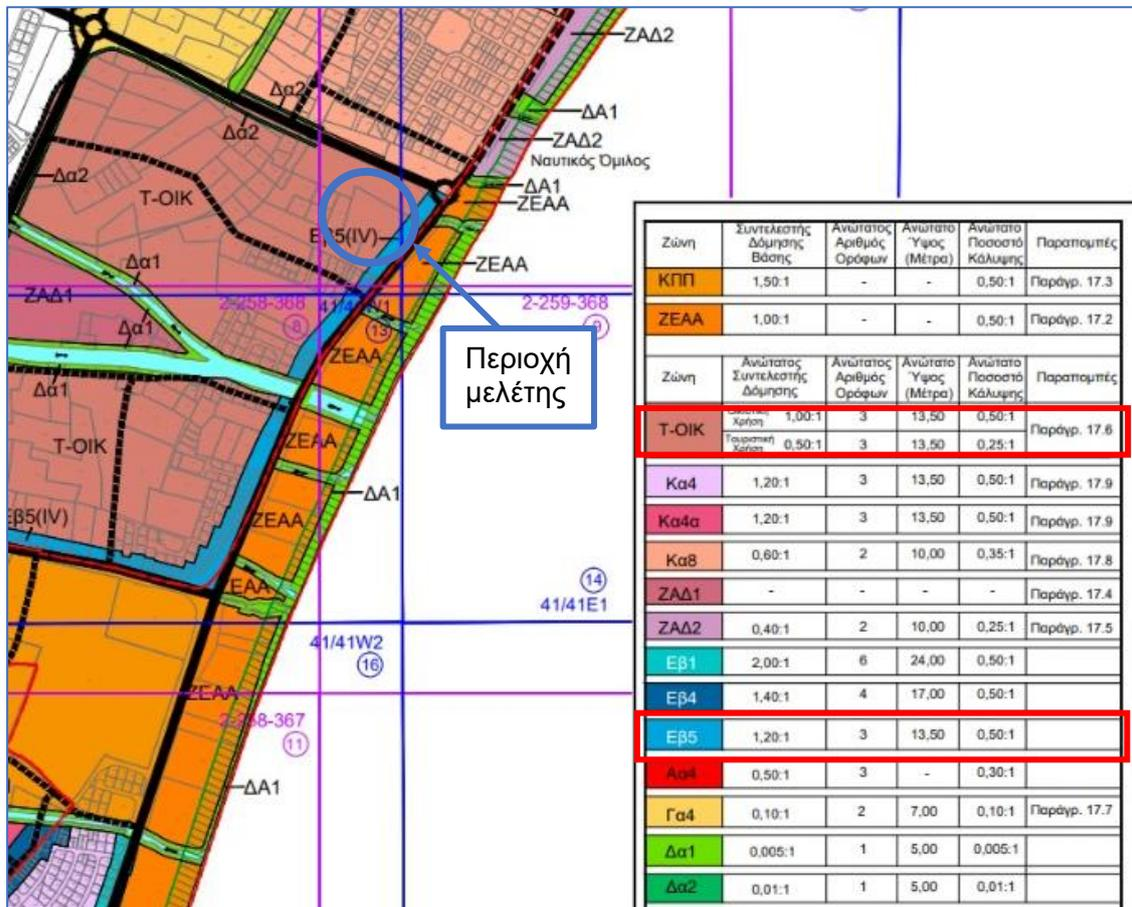 ΖΑΔ2
ΔΑ1
ΖΑΔ2
Ναυτικός Όμιλος
ΔΑ1
ΖΕΑΑ
Δα2
Δα2
Δα2
Τ-ΟΙΚ
Εβ5(IV)
ΖΕΑΑ
Δα1
ΖΑΔ1
Δα1
2-258-368
8
13
2-259-368
9
ΖΕΑΑ
Περιοχή
μελέτης
Δα1
Τ-ΟΙΚ
ΖΕΑΑ
ΔΑ1
Εβ5(IV)
ΖΕΑΑ
14
41/41E1
ΕΑΑ
41/41W2
16
ΖΕΑΑ
2-258-367
11
ΔΑ1
Ζώνη Συντελεστής Δόμησης Βάσης Ανώτατος Αριθμός Ορόφων Ανώτατο Ύψος (Μέτρα) Ανώτατο Ποσοστό Κάλυψης Παραπομπές
ΚΠΠ 1,50:1 - - 0,50:1 Παράγρ. 17.3
ΖΕΑΑ 1,00:1 - - 0,50:1 Παράγρ. 17.2
Ζώνη Ανώτατος Συντελεστής Δόμησης Ανώτατος Αριθμός Ορόφων Ανώτατο Ύψος (Μέτρα) Ανώτατο Ποσοστό Κάλυψης Παραπομπές
Τ-ΟΙΚ Χρήση 1,00:1 3 13,50 0,50:1 Παράγρ. 17.6
Τουριστική Χρήση 0,50:1 3 13,50 0,25:1
Κα4 1,20:1 3 13,50 0,50:1 Παράγρ. 17.9
Κα4α 1,20:1 3 13,50 0,50:1 Παράγρ. 17.9
Κα8 0,60:1 2 10,00 0,35:1 Παράγρ. 17.8
ΖΑΔ1 - - - - Παράγρ. 17.4
ΖΑΔ2 0,40:1 2 10,00 0,25:1 Παράγρ. 17.5
Εβ1 2,00:1 6 24,00 0,50:1
Εβ4 1,40:1 4 17,00 0,50:1
Εβ5 1,20:1 3 13,50 0,50:1
Αα4 0,50:1 3 - 0,30:1
Γα4 0,10:1 2 7,00 0,10:1 Παράγρ. 17.7
Δα1 0,005:1 1 5,00 0,005:1
Δα2 0,01:1 1 5,00 0,01:1